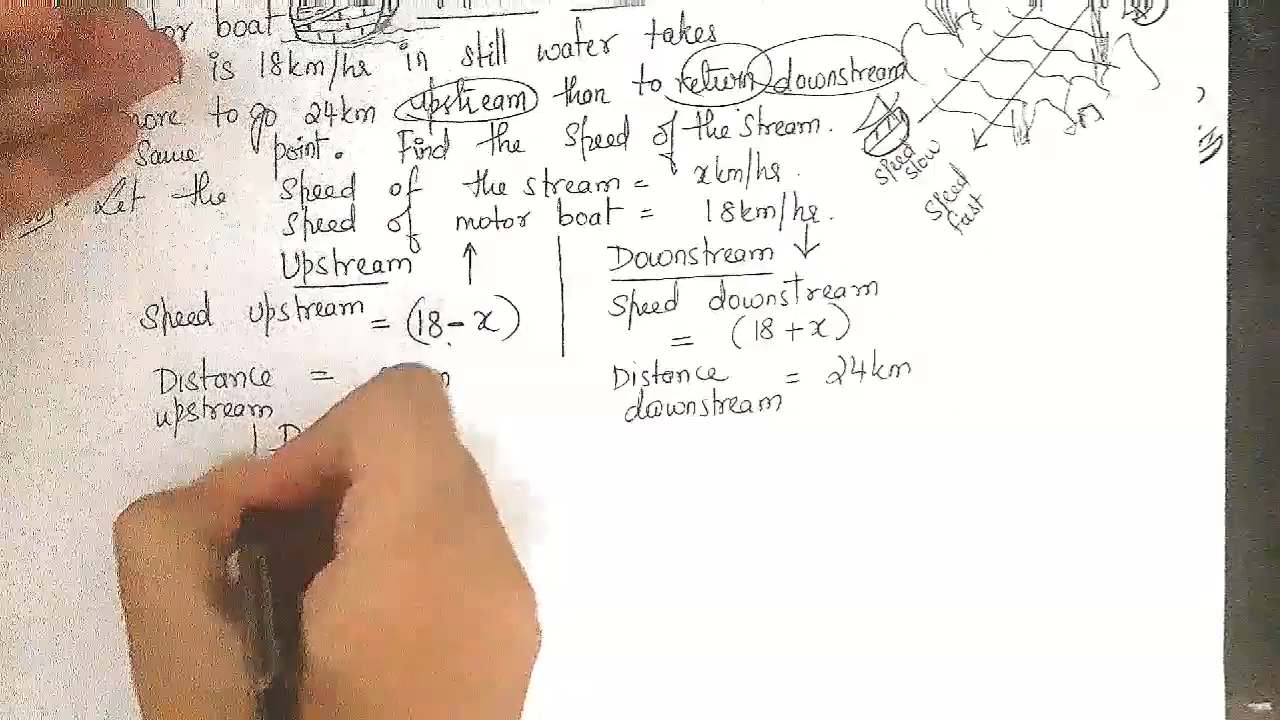 or boat
is 18km/hr in still water takes
more to go 24km upstream than to return downstream
Same point. Find the speed of the stream.
Sol: Let the speed of the stream = x km/hr.
Speed of motor boat = 18km/hr.
Upstream ↑
Speed upstream = (18 - x)
Distance =
upstream
Downstream ↓
Speed downstream
= (18 + x)
Distance = 24km
downstream
Speed slow
Speed fast